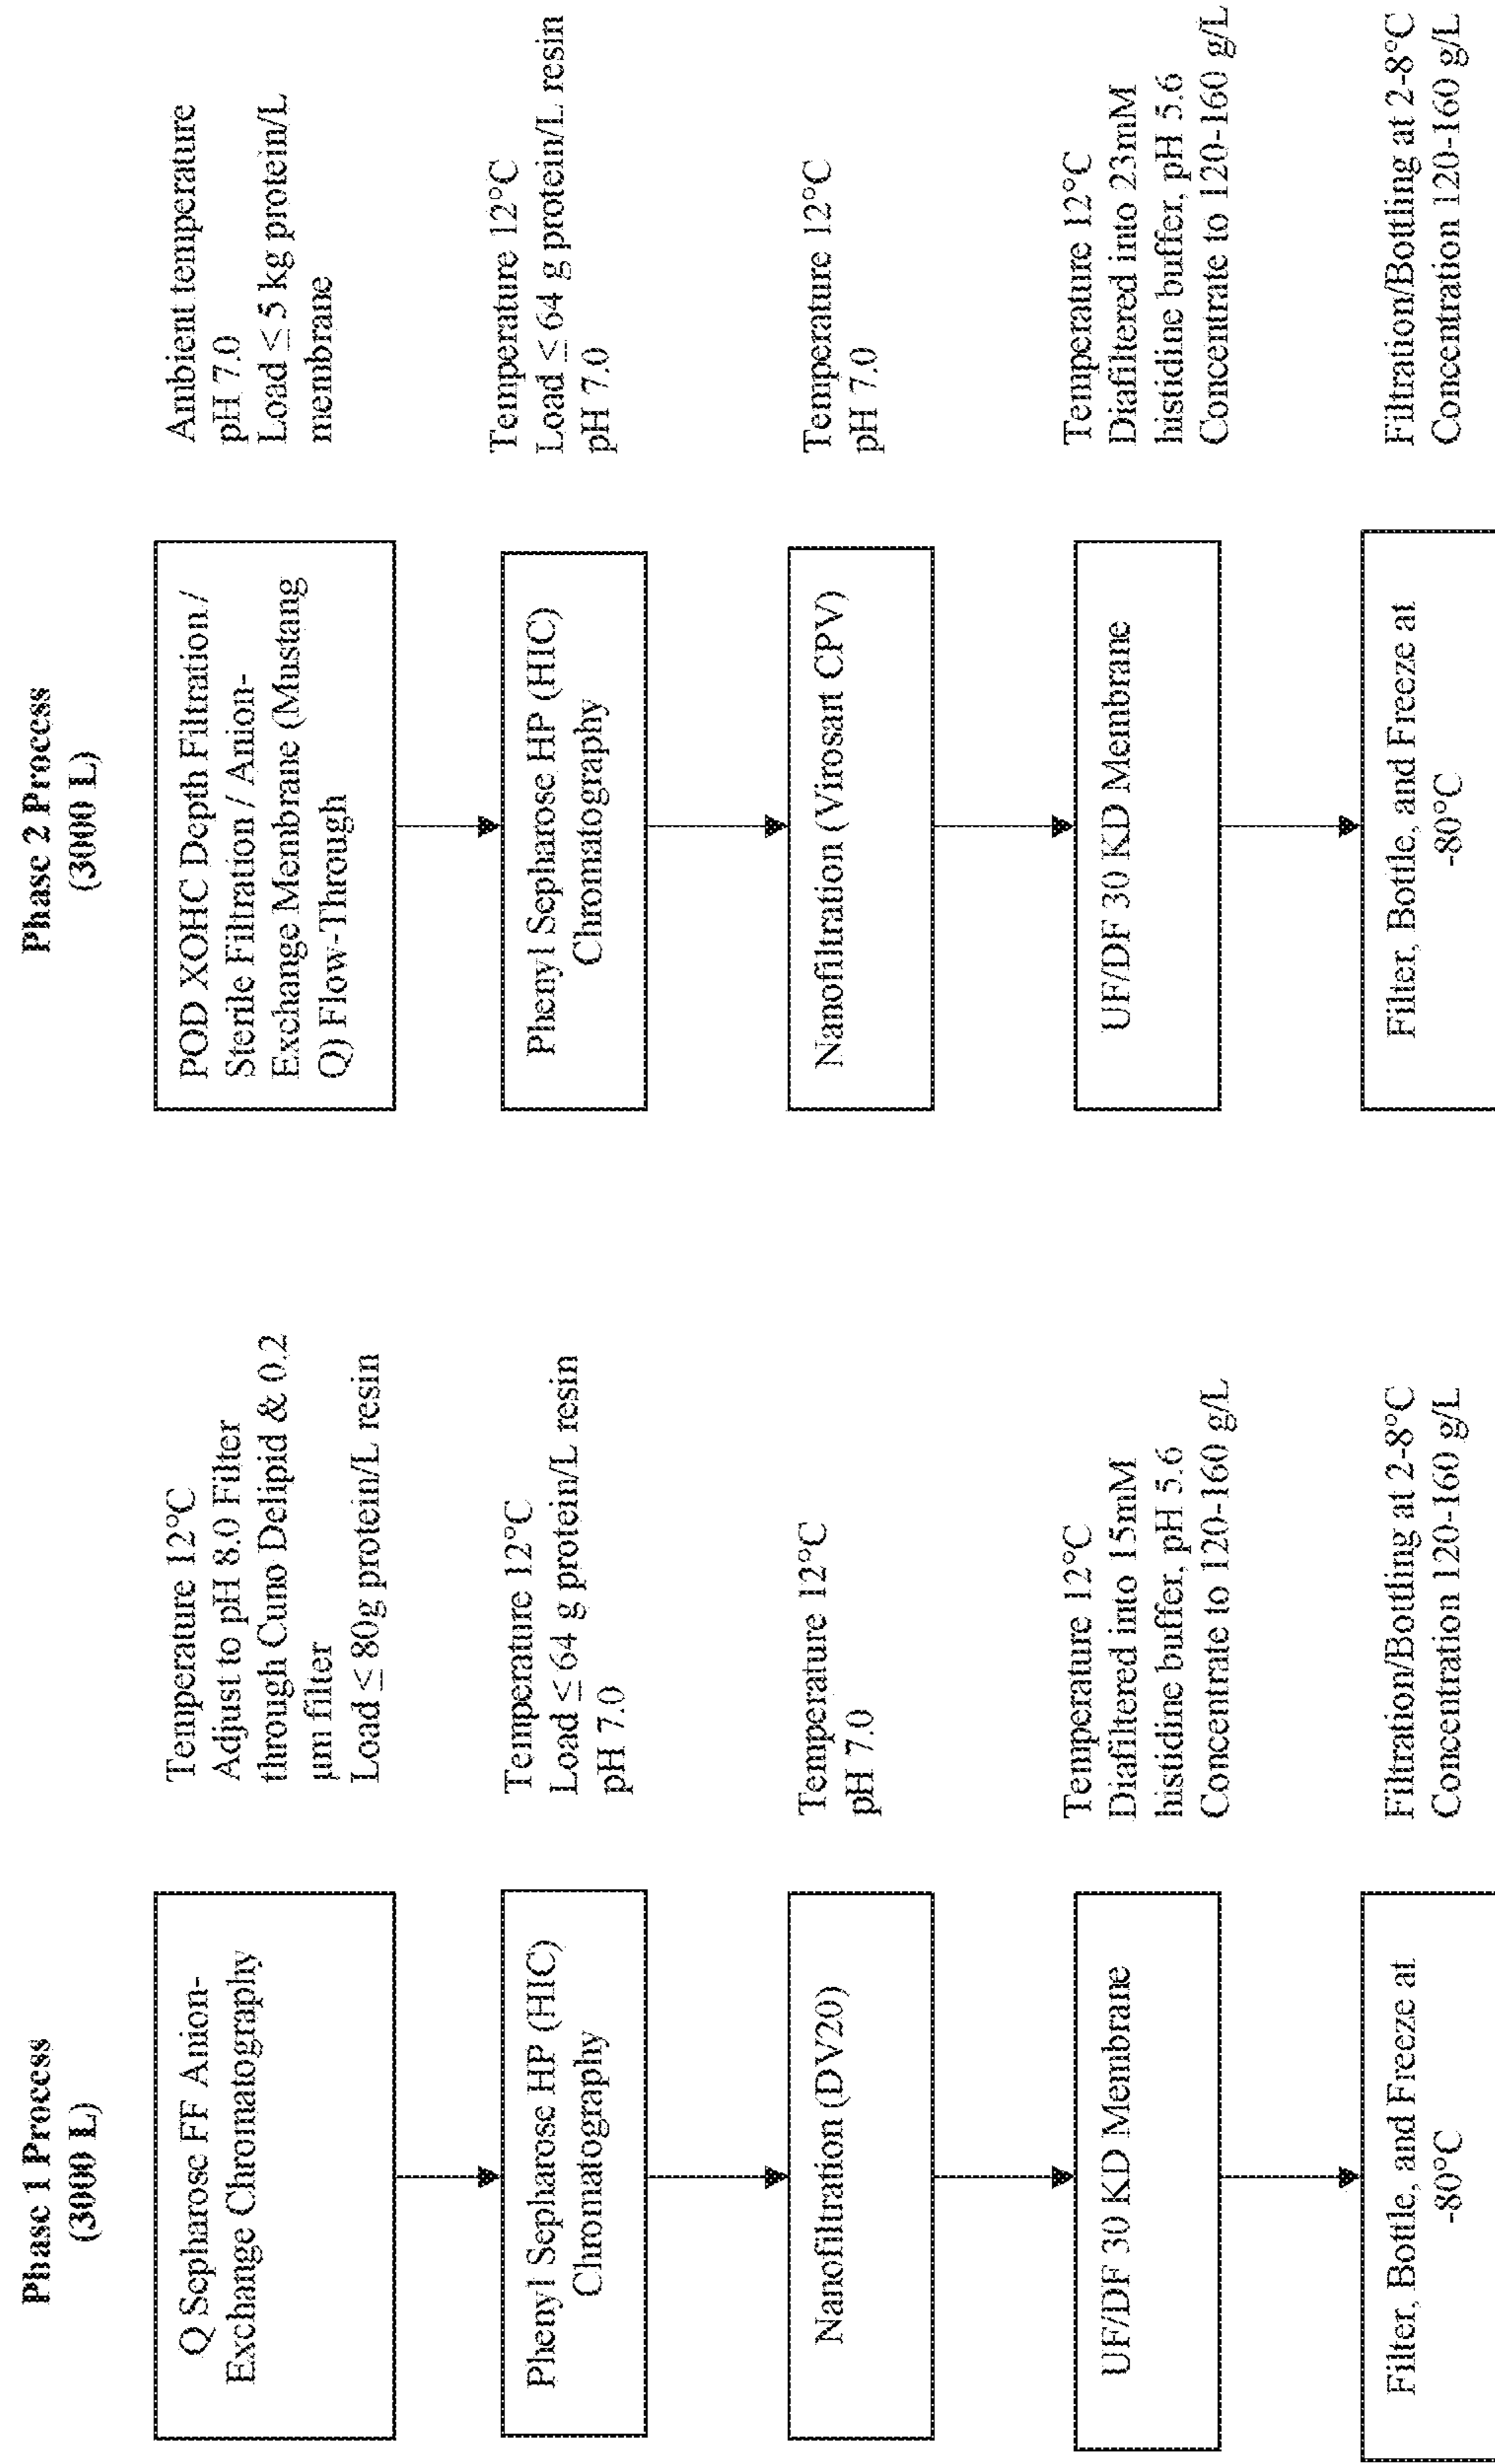 Phase 1 Process
(3000 L)
Q Sepharose FF Anion-
Exchange Chromatography
Temperature 12°C
Adjust to pH 8.0 Filter
through Cuno Delipid & 0.2
µm filter
Load ≤ 80g protein/L resin
Phenyl Sepharose HP (HIC)
Chromatography
Temperature 12°C
Load ≤ 64 g protein/L resin
pH 7.0
Nanofiltration (DV20)
Temperature 12°C
pH 7.0
UF/DF 30 KD Membrane
Temperature 12°C
Diafiltered into 15mM
histidine buffer, pH 5.6
Concentrate to 120-160 g/L
Filter, Bottle, and Freeze at
-80°C
Filtration/Bottling at 2-8°C
Concentration 120-160 g/L
Phase 2 Process
(3000 L)
POD XOHC Depth Filtration /
Sterile Filtration / Anion-
Exchange Membrane (Mustang
Q) Flow-Through
Ambient temperature
pH 7.0
Load ≤ 5 kg protein/L
membrane
Phenyl Sepharose HP (HIC)
Chromatography
Temperature 12°C
Load ≤ 64 g protein/L resin
pH 7.0
Nanofiltration (Virosart CPV)
Temperature 12°C
pH 7.0
UF/DF 30 KD Membrane
Temperature 12°C
Diafiltered into 23mM
histidine buffer, pH 5.6
Concentrate to 120-160 g/L
Filter, Bottle, and Freeze at
-80°C
Filtration/Bottling at 2-8°C
Concentration 120-160 g/L